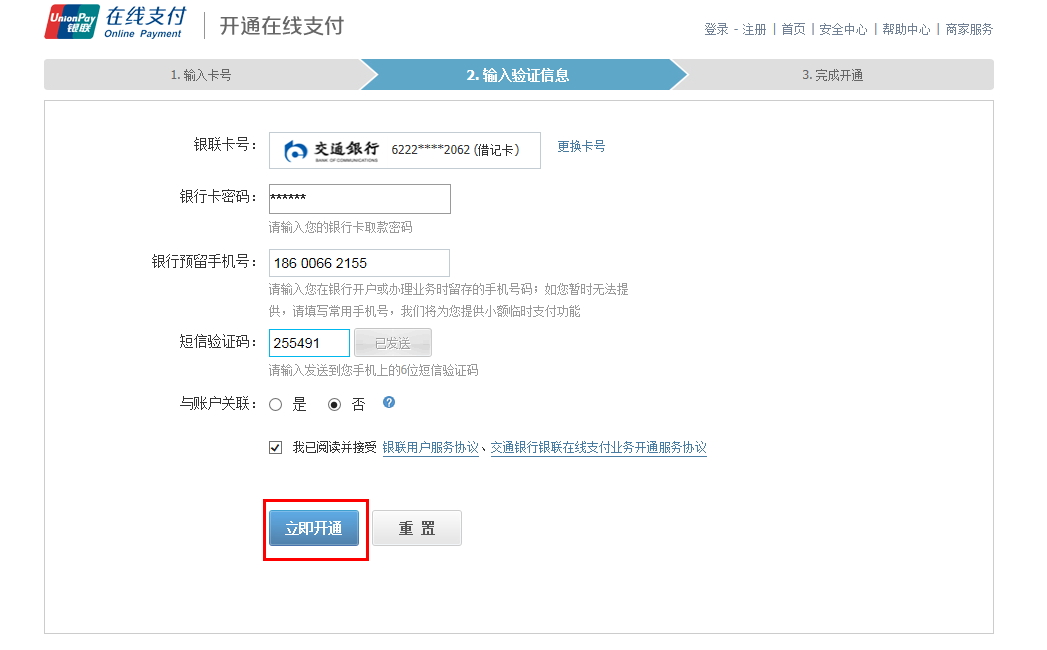 UnionPay 银联 在线支付 Online Payment 开通在线支付
登录 - 注册 | 首页 | 安全中心 | 帮助中心 | 商家服务
1. 输入卡号 2. 输入验证信息 3. 完成开通
银联卡号： 交通银行 BANK OF COMMUNICATIONS 6222****2062 (借记卡) 更换卡号
银行卡密码： ******
请输入您的银行卡取款密码
银行预留手机号： 186 0066 2155
请输入您在银行开户或办理业务时留存的手机号码；如您暂时无法提
供，请填写常用手机号，我们将为您提供小额临时支付功能
短信验证码： 255491 已发送
请输入发送到您手机上的6位短信验证码
与账户关联： 是 否 ?
我已阅读并接受 银联用户服务协议、交通银行银联在线支付业务开通服务协议
立即开通 重 置